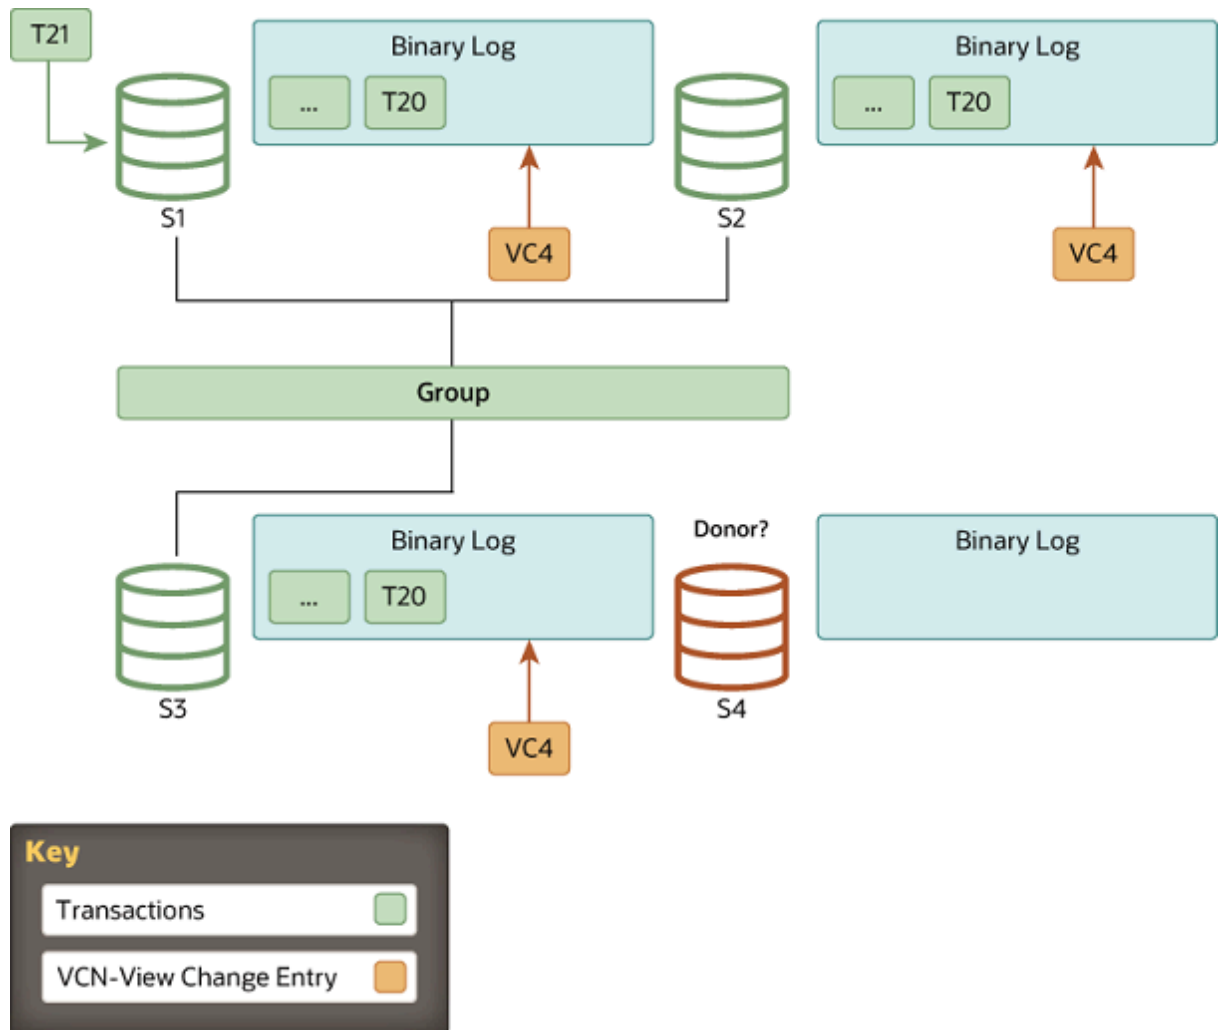 T21
Binary Log
... T20
S1
VC4
Binary Log
... T20
S2
VC4
Group
Binary Log
... T20
S3
VC4
Donor?
S4
Binary Log
Key
Transactions
VCN-View Change Entry